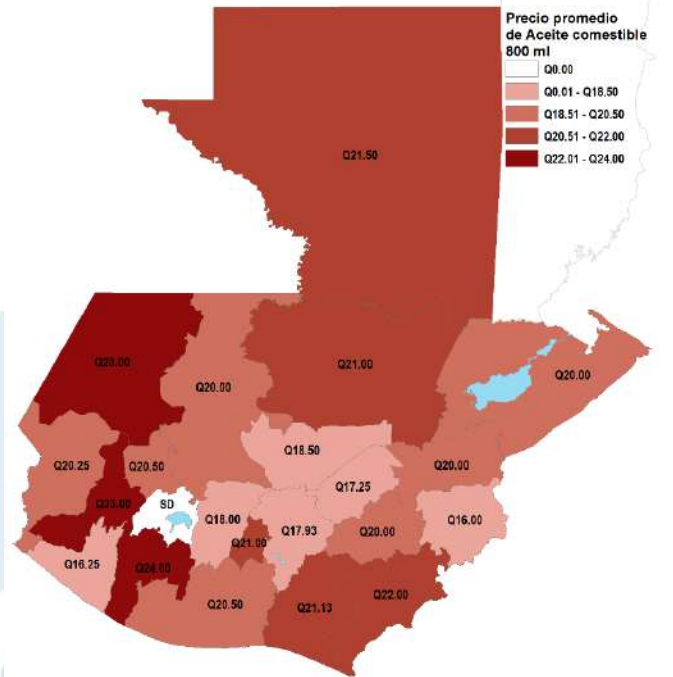 Precio promedio
de Aceite comestible
800 ml
Q0.00
Q0.01 - Q18.50
Q18.51 - Q20.50
Q20.51 - Q22.00
Q22.01 - Q24.00
Q21.50
Q20.00
Q21.00
Q20.00
Q18.50
Q20.25
Q20.50
Q20.00
Q17.25
SD
Q18.00
Q16.00
Q17.93
Q20.00
Q21.00
Q16.25
Q24.00
Q22.00
Q20.50
Q21.13